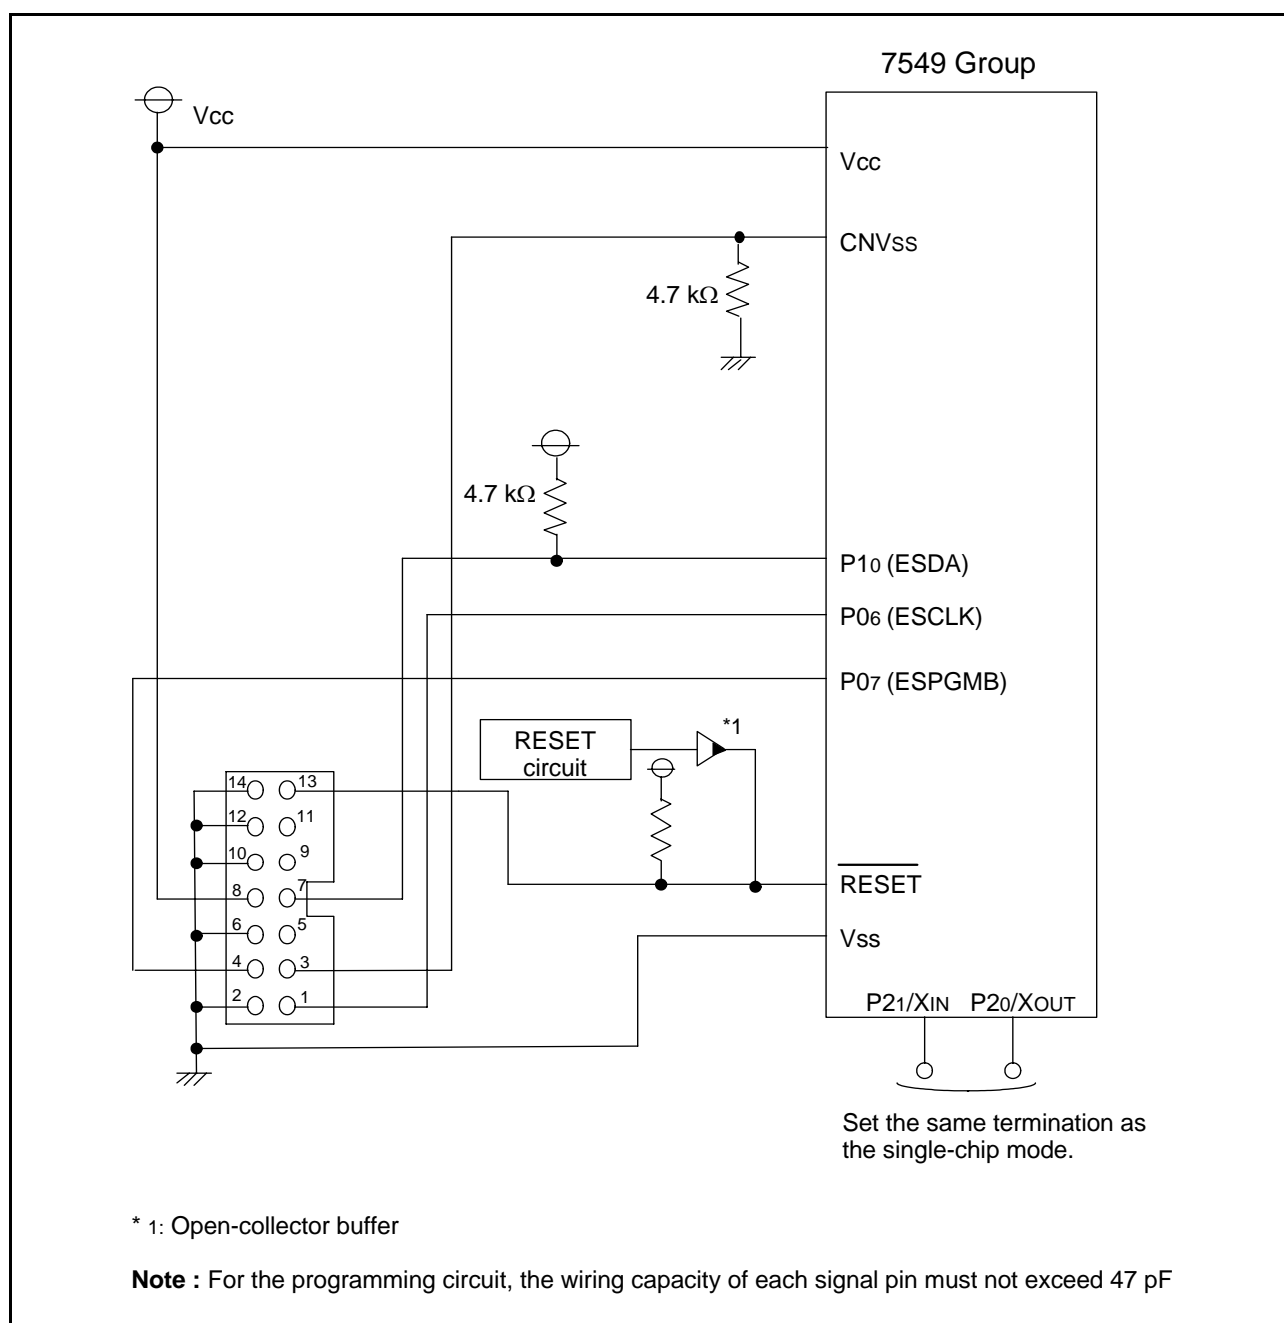 7549 Group
Vcc
Vcc
CNVss
4.7 kΩ
4.7 kΩ
P10 (ESDA)
P06 (ESCLK)
P07 (ESPGMB)
*1
RESET
circuit
14 13
12 11
10 9
8 7
6 5
4 3
2 1
RESET
Vss
P21/XIN P20/XOUT
Set the same termination as
the single-chip mode.
* 1: Open-collector buffer
Note : For the programming circuit, the wiring capacity of each signal pin must not exceed 47 pF